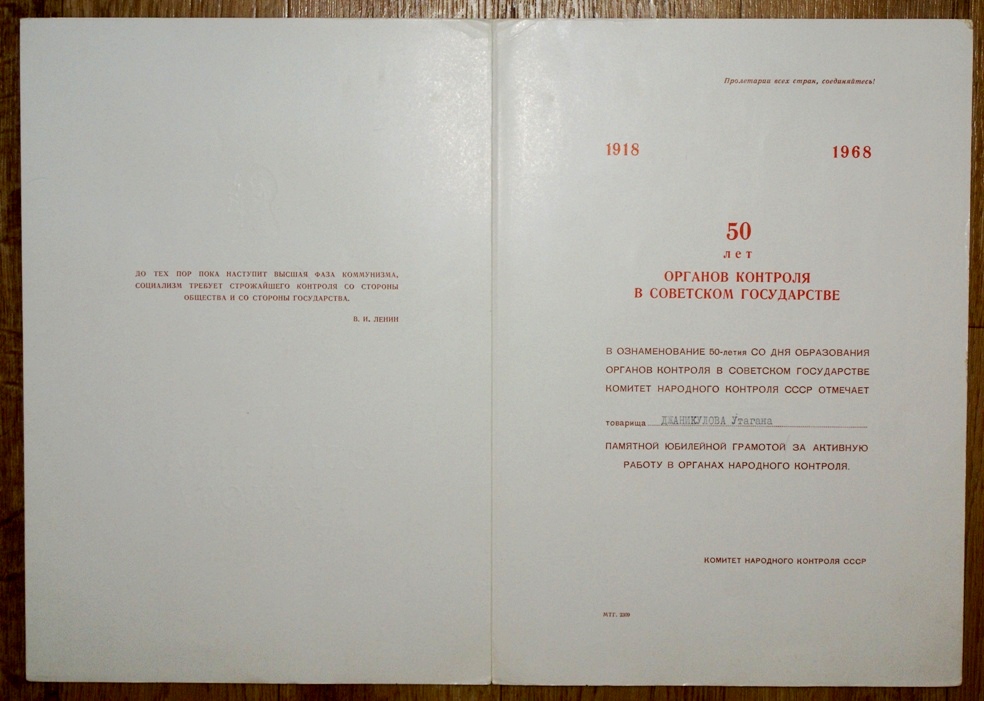 ДО ТЕХ ПОР ПОКА НАСТУПИТ ВЫСШАЯ ФАЗА КОММУНИЗМА,
СОЦИАЛИЗМ ТРЕБУЕТ СТРОЖАЙШЕГО КОНТРОЛЯ СО СТОРОНЫ
ОБЩЕСТВА И СО СТОРОНЫ ГОСУДАРСТВА.
В. И. ЛЕНИН
Пролетарии всех стран, соединяйтесь!
1918 1968
50
лет
ОРГАНОВ КОНТРОЛЯ
В СОВЕТСКОМ ГОСУДАРСТВЕ
В ОЗНАМЕНОВАНИЕ 50-летия СО ДНЯ ОБРАЗОВАНИЯ
ОРГАНОВ КОНТРОЛЯ В СОВЕТСКОМ ГОСУДАРСТВЕ
КОМИТЕТ НАРОДНОГО КОНТРОЛЯ СССР ОТМЕЧАЕТ
товарища ДЖАНИКУЛОВА Утагана
ПАМЯТНОЙ ЮБИЛЕЙНОЙ ГРАМОТОЙ ЗА АКТИВНУЮ
РАБОТУ В ОРГАНАХ НАРОДНОГО КОНТРОЛЯ.
КОМИТЕТ НАРОДНОГО КОНТРОЛЯ СССР
МТГ.